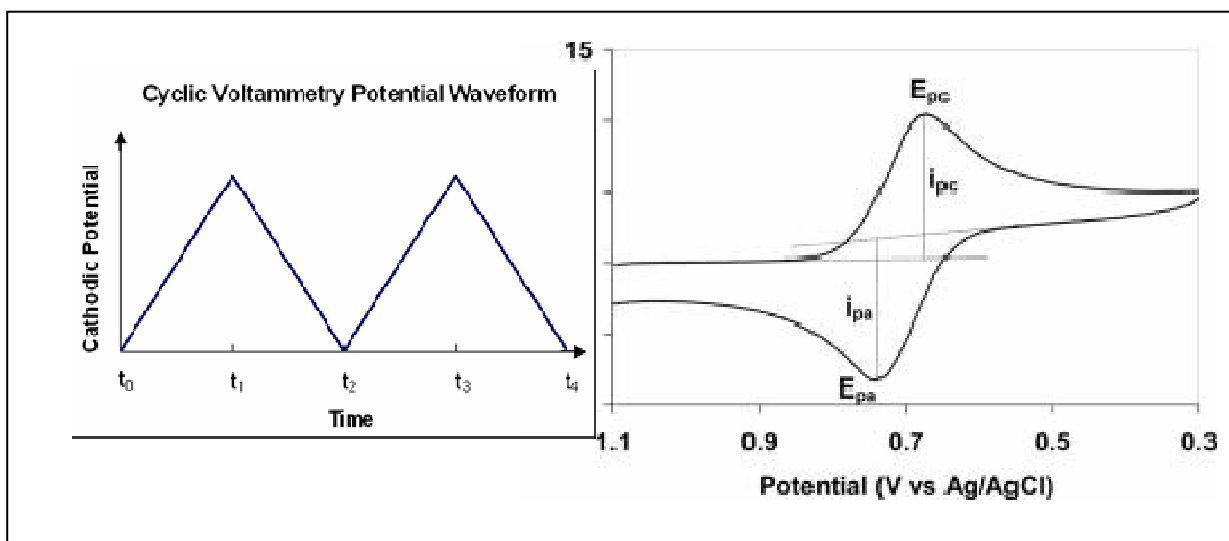 Cyclic Voltammetry Potential Waveform
Cathodic Potential
t0 t1 t2 t3 t4
Time
15
Epc
ipc
ipa
Epa
1.1 0.9 0.7 0.5 0.3
Potential (V vs Ag/AgCl)